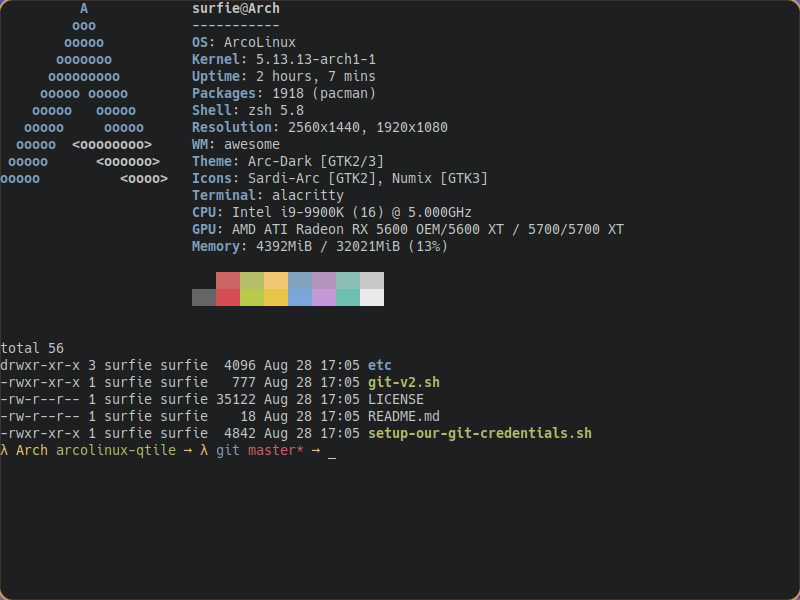 A surfie@Arch
ooo -----------
ooooo OS: ArcoLinux
ooooooo Kernel: 5.13.13-arch1-1
ooooooooo Uptime: 2 hours, 7 mins
ooooo ooooo Packages: 1918 (pacman)
ooooo ooooo Shell: zsh 5.8
ooooo ooooo Resolution: 2560x1440, 1920x1080
ooooo <oooooooo> WM: awesome
ooooo <oooooo> Theme: Arc-Dark [GTK2/3]
ooooo <oooo> Icons: Sardi-Arc [GTK2], Numix [GTK3]
Terminal: alacritty
CPU: Intel i9-9900K (16) @ 5.000GHz
GPU: AMD ATI Radeon RX 5600 OEM/5600 XT / 5700/5700 XT
Memory: 4392MiB / 32021MiB (13%)
total 56
drwxr-xr-x 3 surfie surfie 4096 Aug 28 17:05 etc
-rwxr-xr-x 1 surfie surfie 777 Aug 28 17:05 git-v2.sh
-rw-r--r-- 1 surfie surfie 35122 Aug 28 17:05 LICENSE
-rw-r--r-- 1 surfie surfie 18 Aug 28 17:05 README.md
-rwxr-xr-x 1 surfie surfie 4842 Aug 28 17:05 setup-our-git-credentials.sh
λ Arch arcolinux-qtile → λ git master* → _